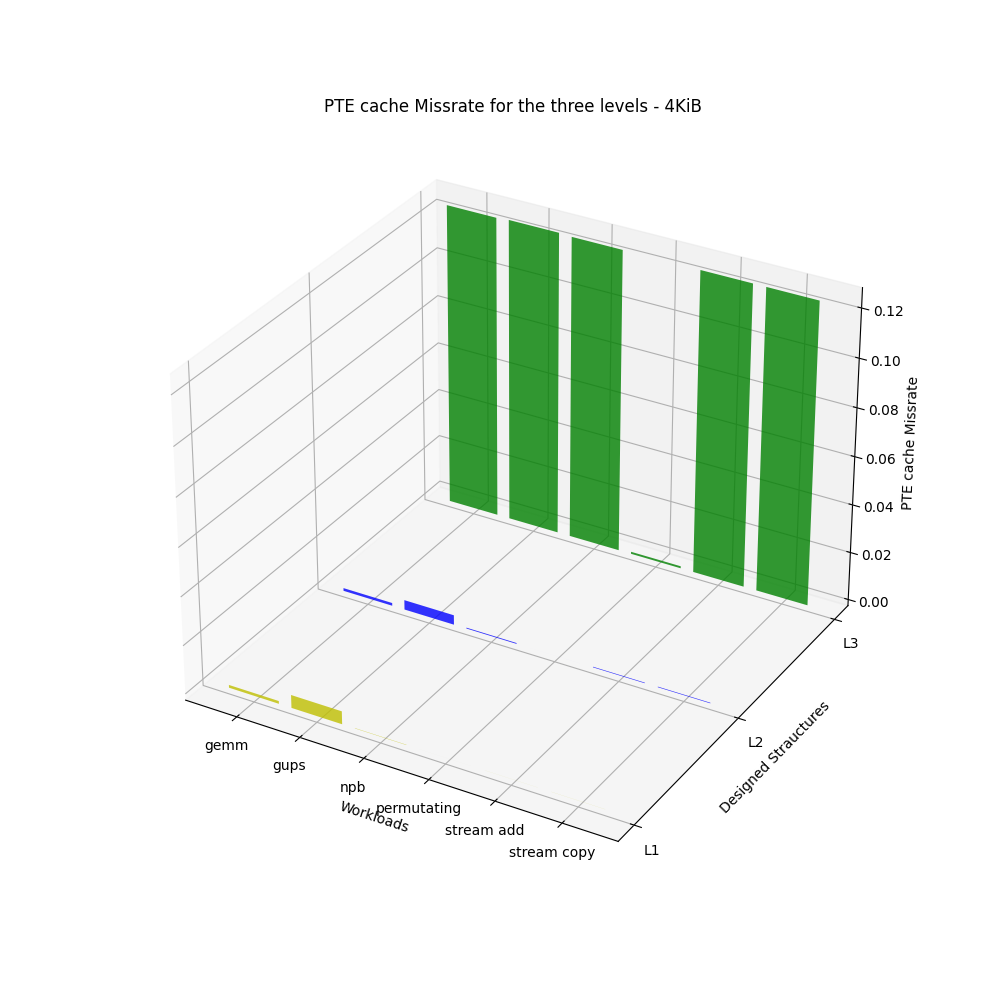 PTE cache Missrate for the three levels - 4KiB
0.12
0.10
0.08
0.06
0.04
0.02
0.00
PTE cache Missrate
L3
L2
L1
Designed Strauctures
gemm
gups
npb
permutating
stream add
stream copy
Workloads